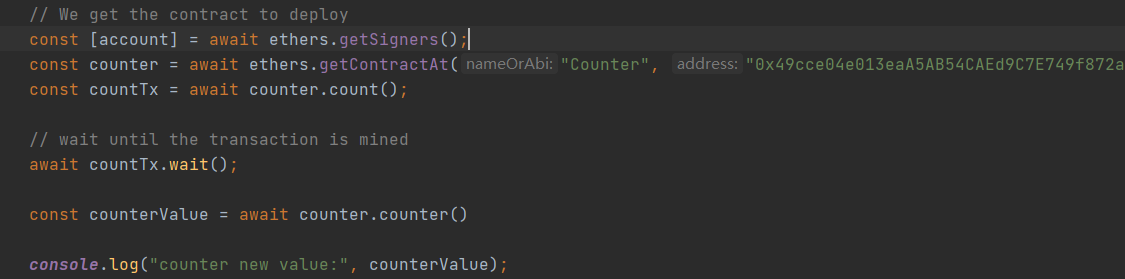 // We get the contract to deploy
const [account] = await ethers.getSigners();
const counter = await ethers.getContractAt( nameOrAbi: "Counter", address: "0x49cce04e013eaA5AB54CAEd9C7E749f872a
const countTx = await counter.count();
// wait until the transaction is mined
await countTx.wait();
const counterValue = await counter.counter()
console.log("counter new value:", counterValue);